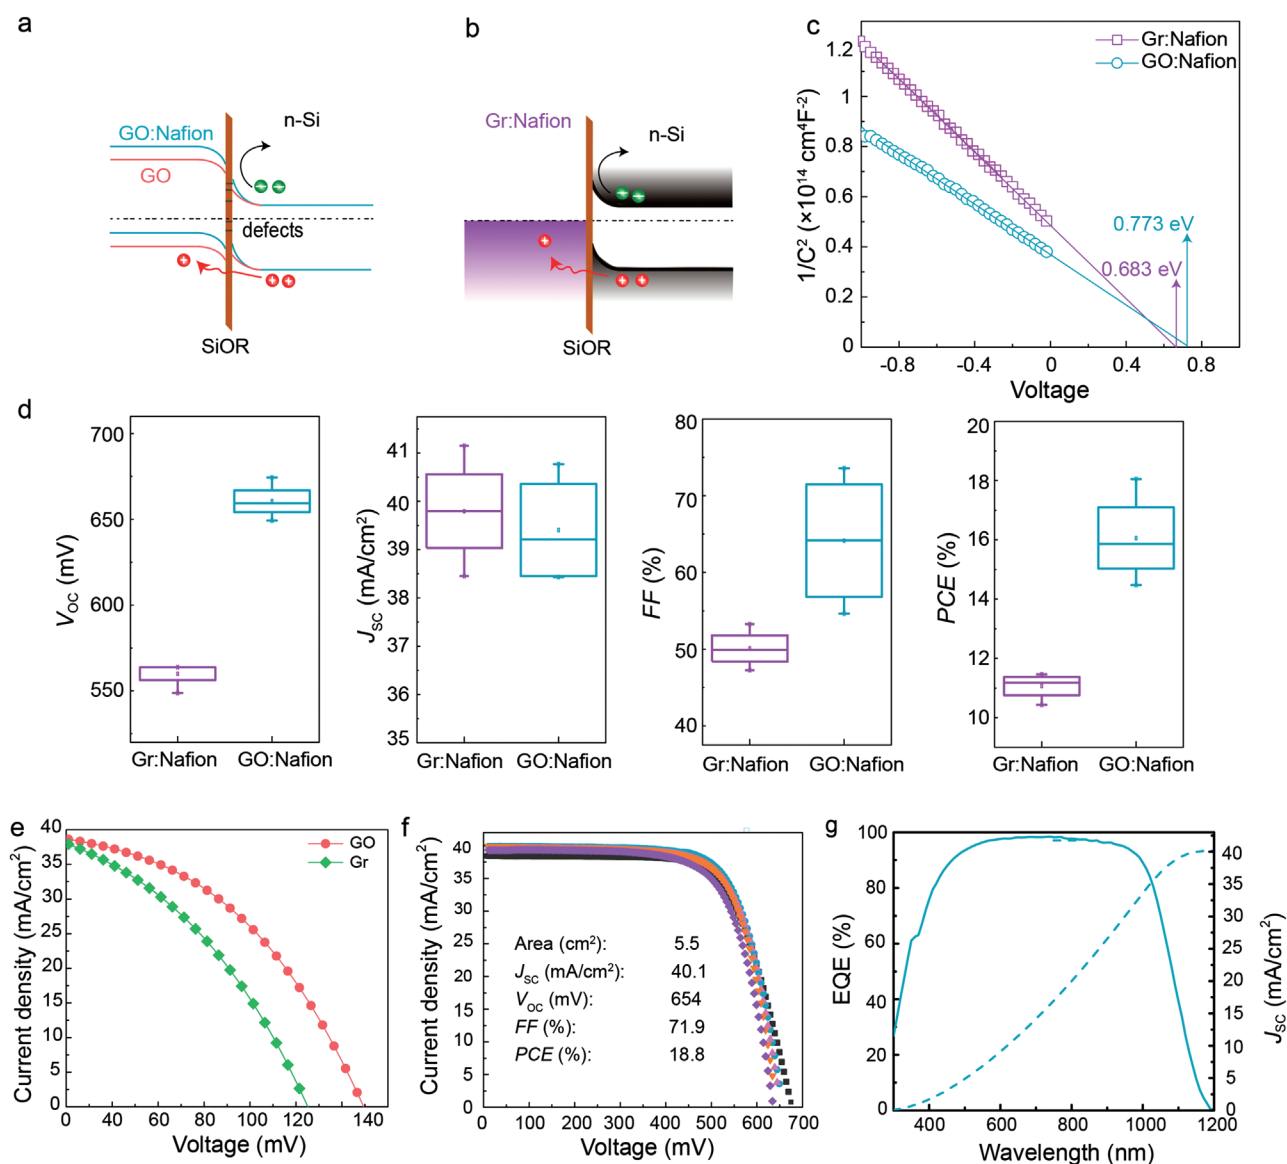 a
GO:Nafion
GO
n-Si
defects
SiOR
b
Gr:Nafion
n-Si
SiOR
c
Gr:Nafion
GO:Nafion
1/C² (×10¹⁴ cm⁴F⁻²)
1.2
1
0.8
0.6
0.4
0.2
0
0.773 eV
0.683 eV
-0.8
-0.4
0
0.4
0.8
Voltage
d
V_OC (mV)
700
650
600
550
Gr:Nafion
GO:Nafion
J_SC (mA/cm²)
41
40
39
38
37
36
35
Gr:Nafion
GO:Nafion
FF (%)
80
70
60
50
40
Gr:Nafion
GO:Nafion
PCE (%)
20
18
16
14
12
10
Gr:Nafion
GO:Nafion
e
Current density (mA/cm²)
40
35
30
25
20
15
10
5
0
GO
Gr
0
40
80
100
120
140
Voltage (mV)
f
Current density (mA/cm²)
40
35
30
25
20
15
10
5
0
Area (cm²): 5.5
J_SC (mA/cm²): 40.1
V_OC (mV): 654
FF (%): 71.9
PCE (%): 18.8
0
100
200
300
400
500
600
700
Voltage (mV)
g
EQE (%)
100
80
60
40
20
0
J_SC (mA/cm²)
40
35
30
25
20
15
10
5
0
400
600
800
1000
1200
Wavelength (nm)